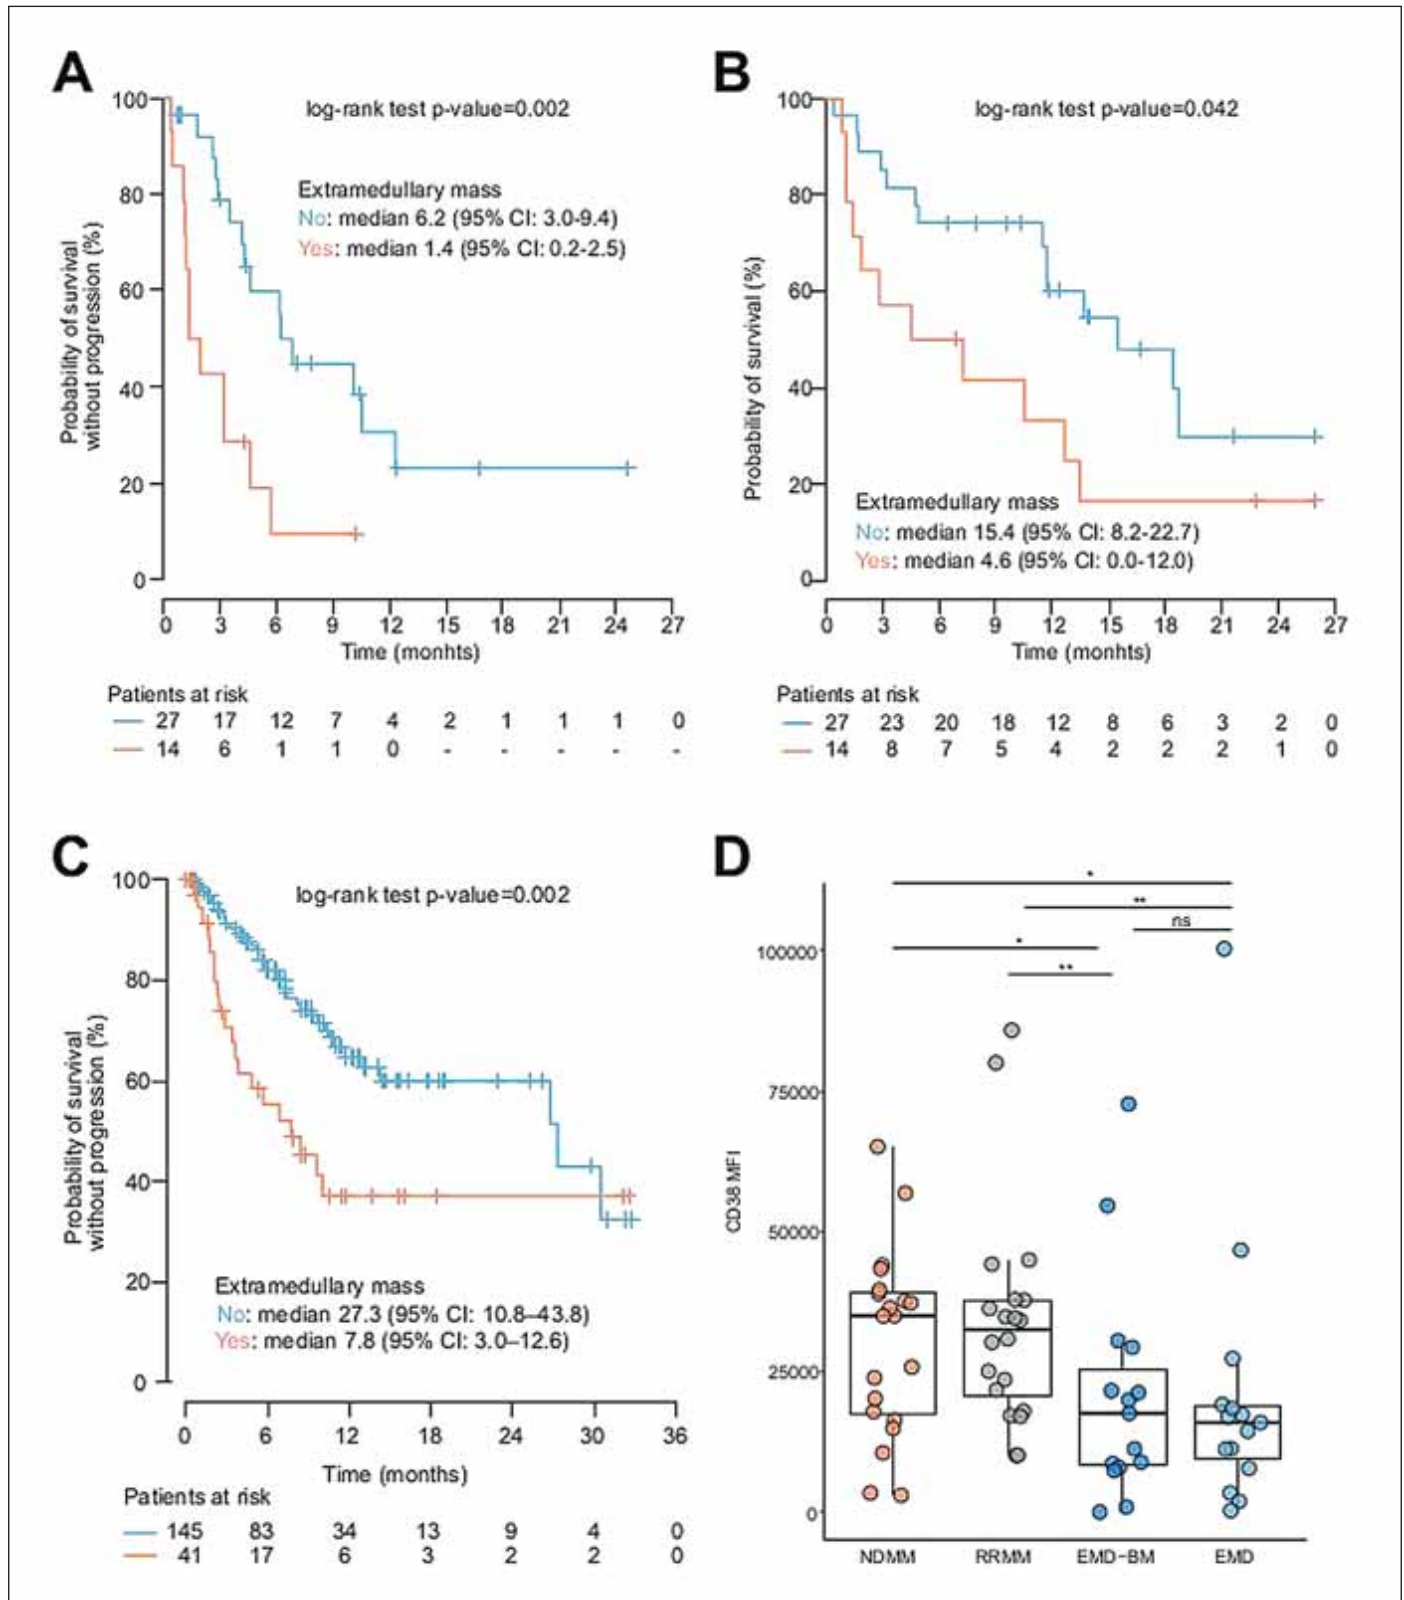 A
log-rank test p-value=0.002
Extramedullary mass
No: median 6.2 (95% CI: 3.0-9.4)
Yes: median 1.4 (95% CI: 0.2-2.5)
Probability of survival
without progression (%)
100
80
60
40
20
0
0 3 6 9 12 15 18 21 24 27
Time (monhts)
Patients at risk
27 17 12 7 4 2 1 1 1 0
14 6 1 1 0 - - - - -
B
log-rank test p-value=0.042
Probability of survival (%)
100
80
60
40
20
0
Extramedullary mass
No: median 15.4 (95% CI: 8.2-22.7)
Yes: median 4.6 (95% CI: 0.0-12.0)
0 3 6 9 12 15 18 21 24 27
Time (monhts)
Patients at risk
27 23 20 18 12 8 6 3 2 0
14 8 7 5 4 2 2 2 1 0
C
log-rank test p-value=0.002
Probability of survival
without progression (%)
100
80
60
40
20
0
Extramedullary mass
No: median 27.3 (95% CI: 10.8–43.8)
Yes: median 7.8 (95% CI: 3.0–12.6)
0 6 12 18 24 30 36
Time (months)
Patients at risk
145 83 34 13 9 4 0
41 17 6 3 2 2 0
D
*
**
ns
*
**
CD38 MFI
100000
75000
50000
25000
0
NDMM RRMM EMD-BM EMD